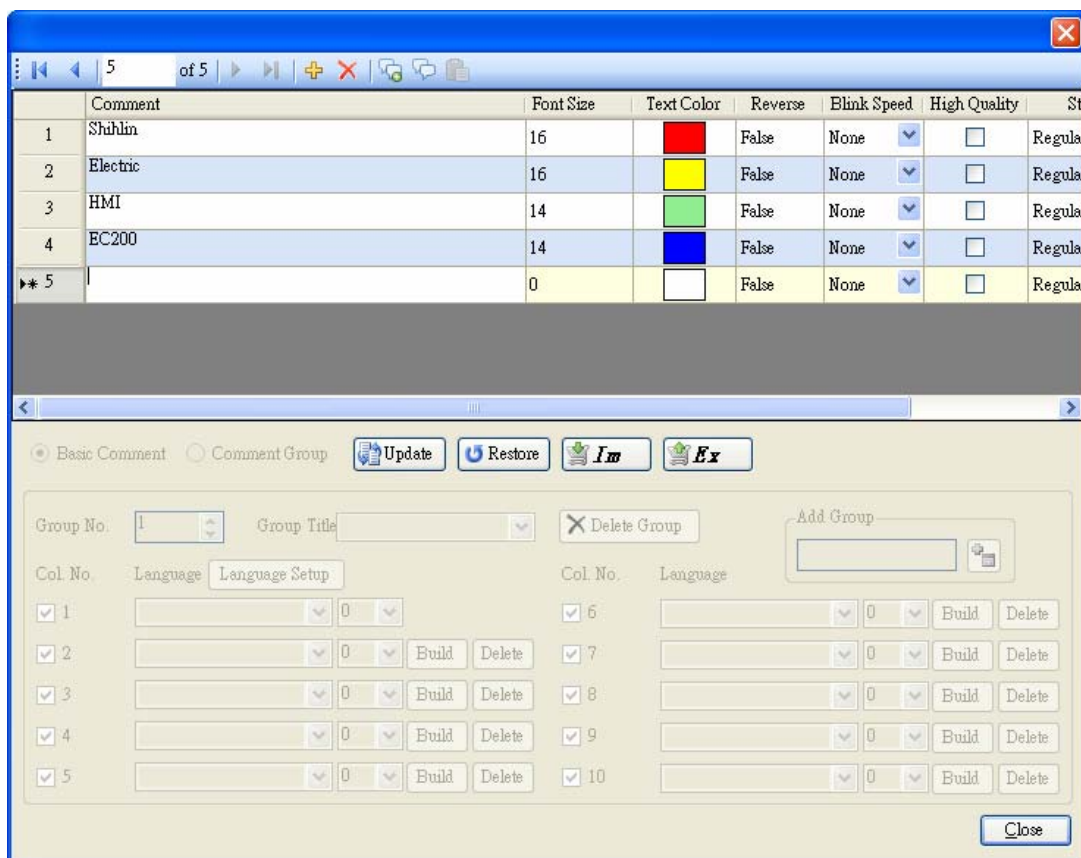 5 of 5
Comment Font Size Text Color Reverse Blink Speed High Quality St
1 Shihlin 16 False None Regula
2 Electric 16 False None Regula
3 HMI 14 False None Regula
4 EC200 14 False None Regula
5 0 False None Regula
Basic Comment Comment Group Update Restore Im Ex
Group No. 1 Group Title Delete Group Add Group
Col. No. Language Language Setup Col. No. Language
1 0 6 0 Build Delete
2 0 Build Delete 7 0 Build Delete
3 0 Build Delete 8 0 Build Delete
4 0 Build Delete 9 0 Build Delete
5 0 Build Delete 10 0 Build Delete
Close